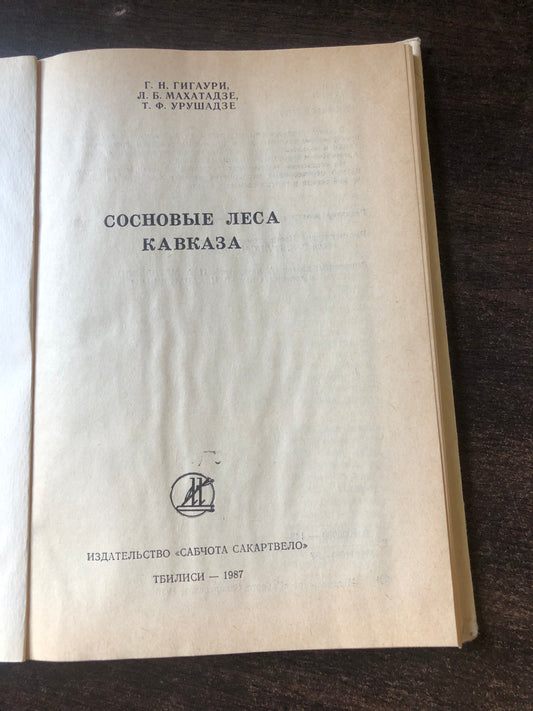 Г. Н. ГИГАУРИ,
Л. Б. МАХАТАДЗЕ,
Т. Ф. УРУШАДЗЕ
СОСНОВЫЕ ЛЕСА
КАВКАЗА
ИЗДАТЕЛЬСТВО «САБЧОТА САКАРТВЕЛО»
ТБИЛИСИ — 1987